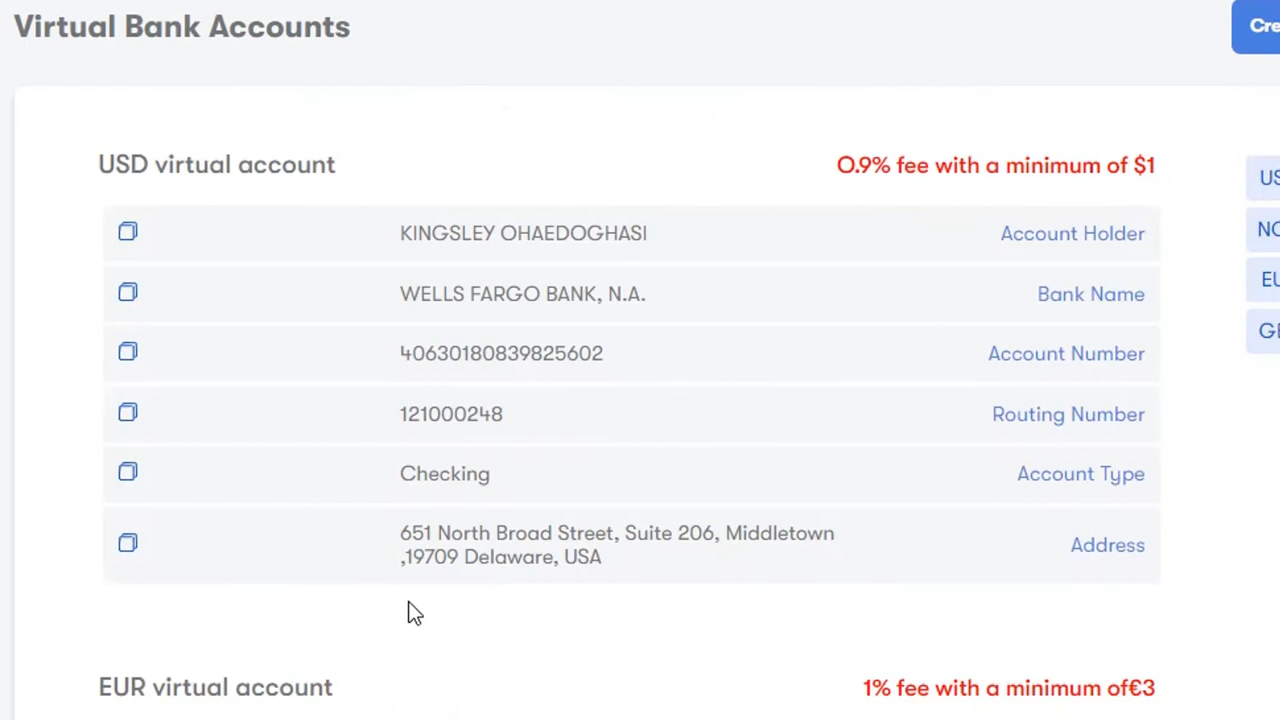 Virtual Bank Accounts
Cre
USD virtual account
0.9% fee with a minimum of $1
KINGSLEY OHAEDOGHASI
Account Holder
WELLS FARGO BANK, N.A.
Bank Name
40630180839825602
Account Number
121000248
Routing Number
Checking
Account Type
651 North Broad Street, Suite 206, Middletown
,19709 Delaware, USA
Address
US
NO
EU
GE
EUR virtual account
1% fee with a minimum of€3